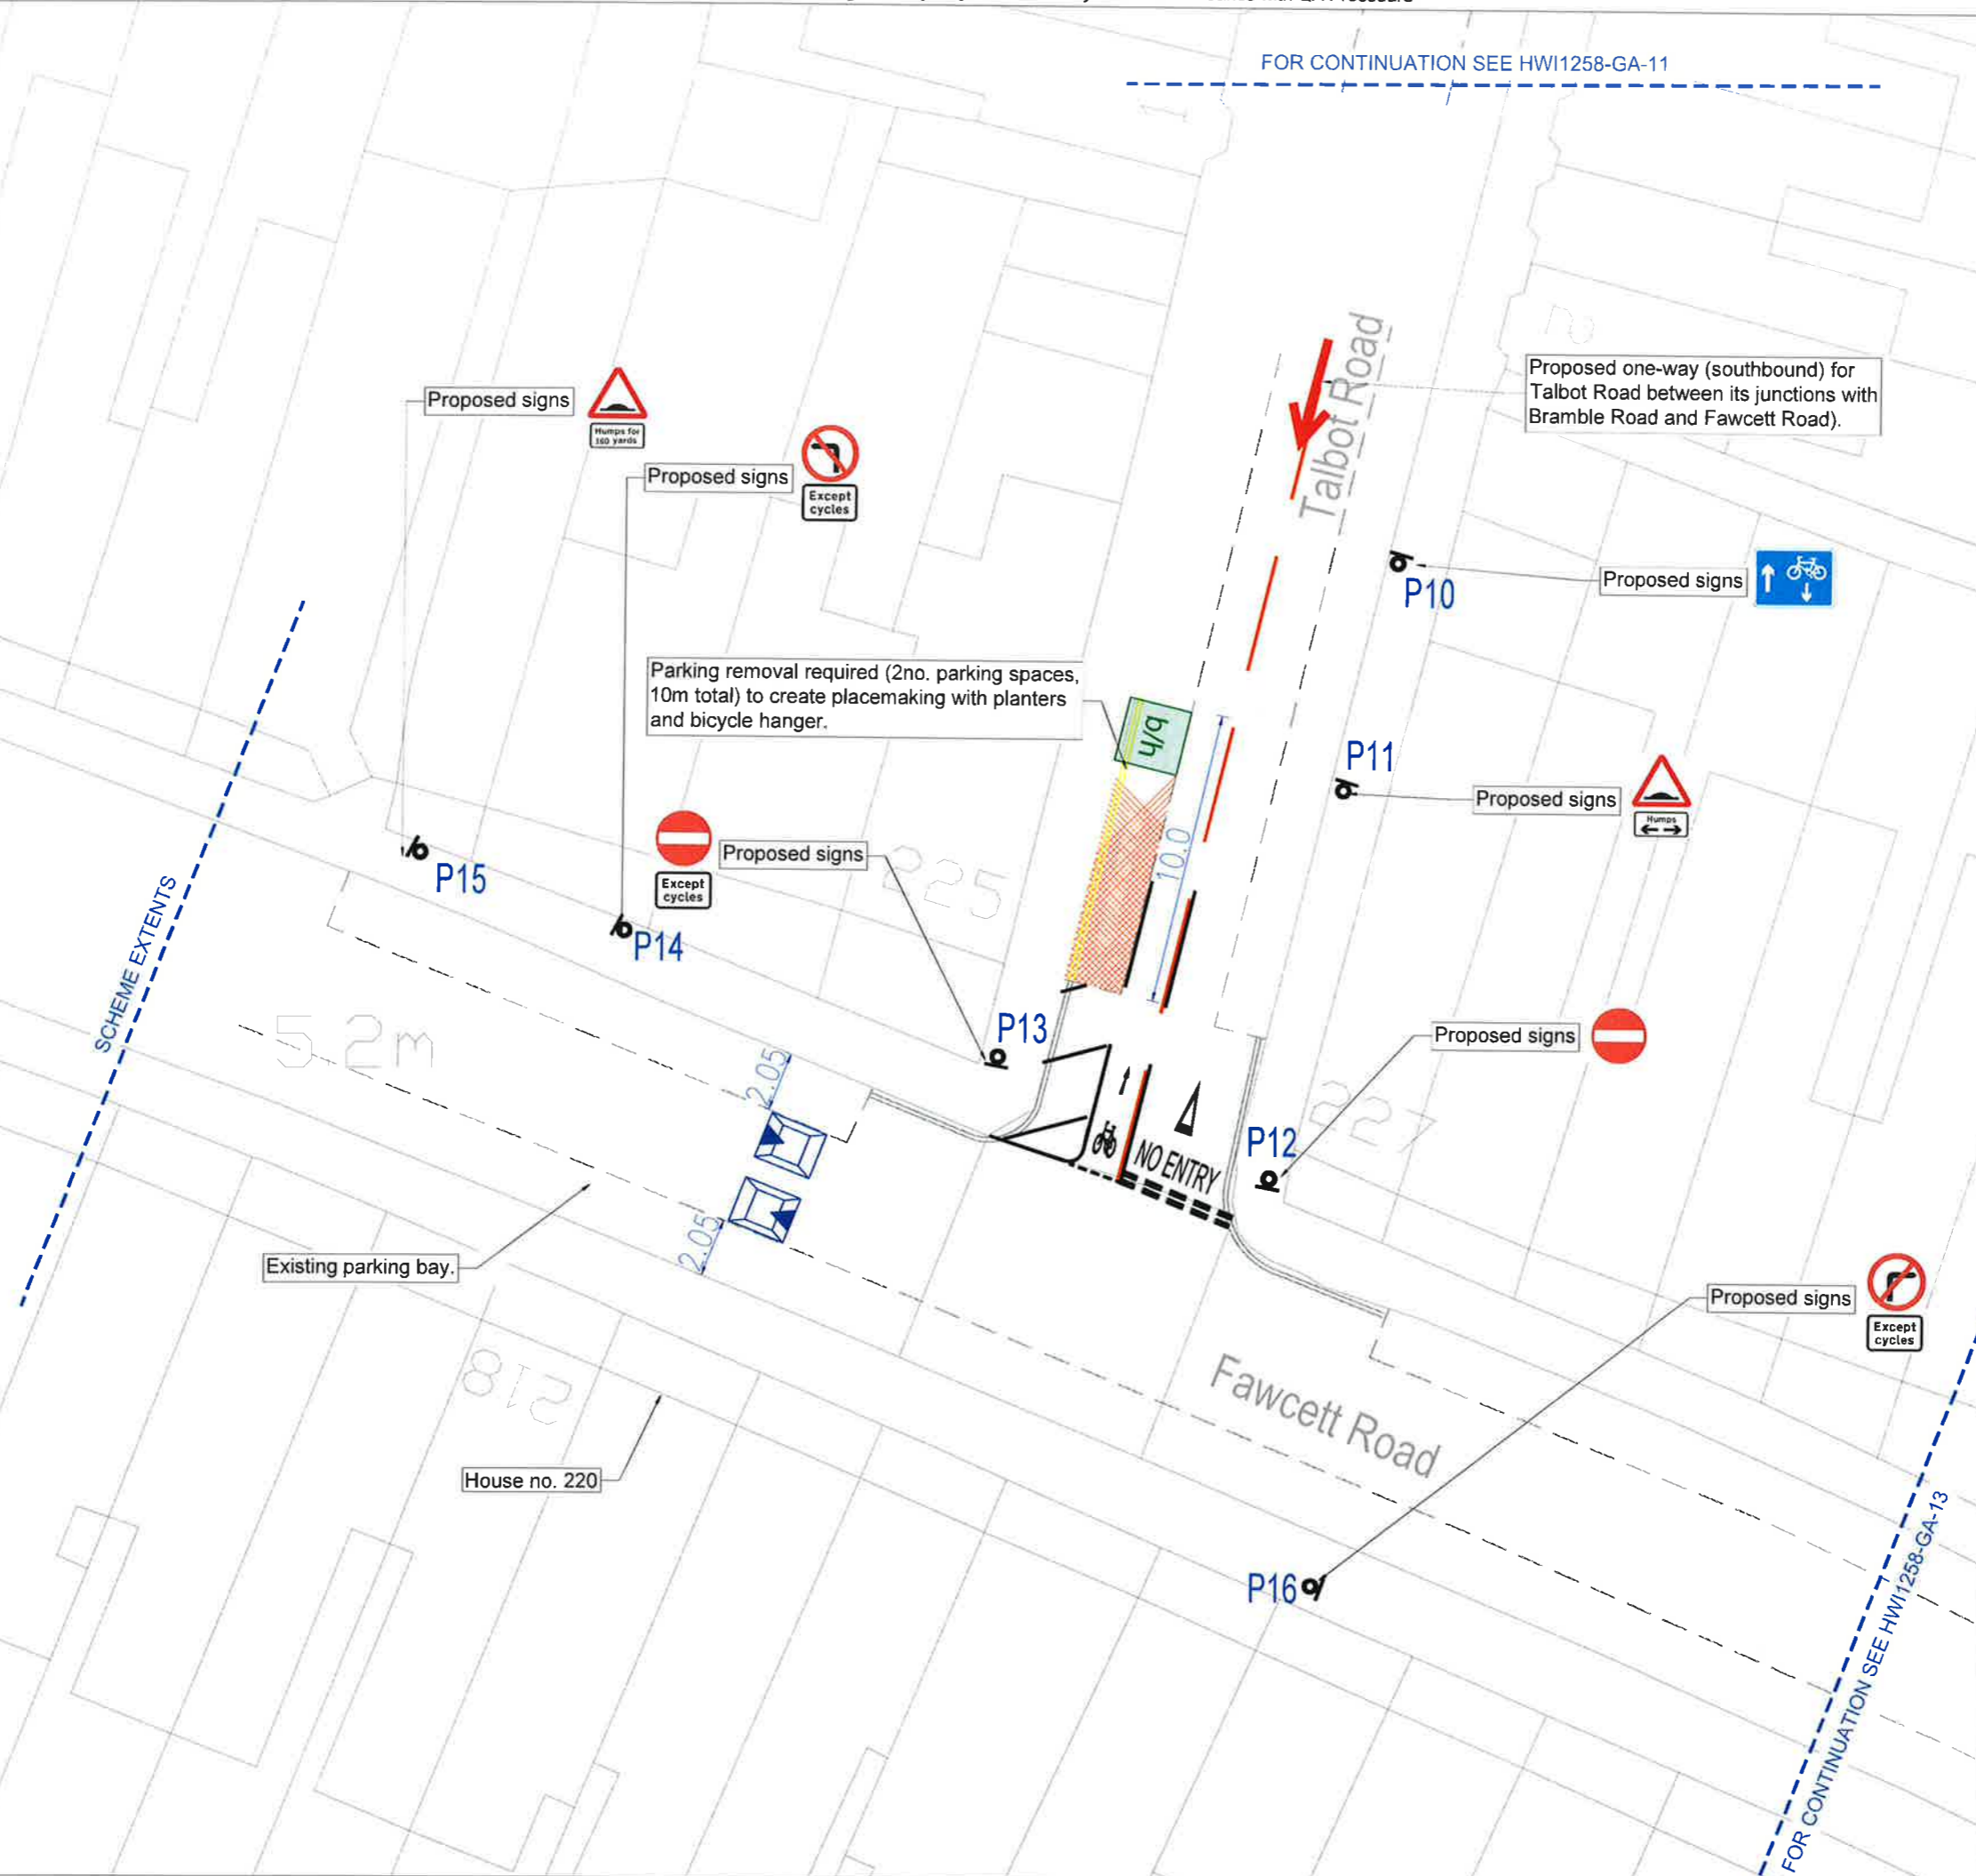 FOR CONTINUATION SEE HWI1258-GA-11
Talbot Road
Proposed one-way (southbound) for
Talbot Road between its junctions with
Bramble Road and Fawcett Road).
Proposed signs
Humps for
160 yards
Proposed signs
Except
cycles
P10
Proposed signs
Parking removal required (2no. parking spaces,
10m total) to create placemaking with planters
and bicycle hanger.
b/h
10.0
P11
Proposed signs
Humps
Proposed signs
Except
cycles
225
P15
P14
SCHEME EXTENTS
5.2m
P13
Proposed signs
2.05
227
P12
NO ENTRY
2.05
Existing parking bay.
Proposed signs
Except
cycles
218
Fawcett Road
House no. 220
P16
FOR CONTINUATION SEE HWI1258-GA-13